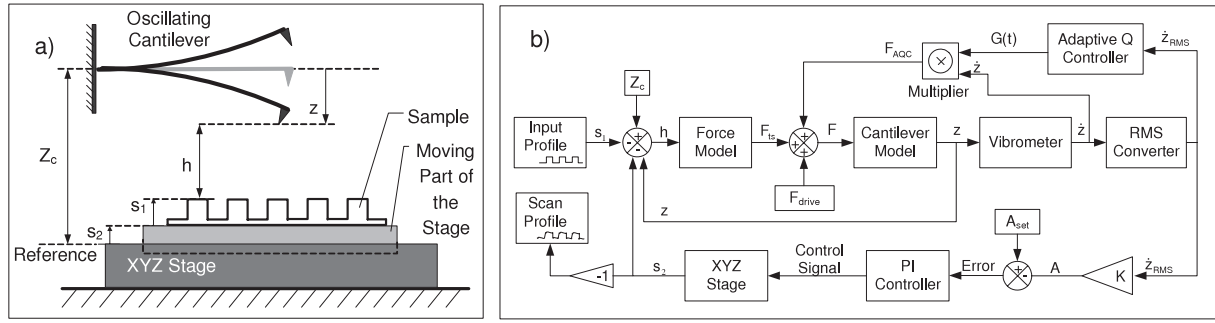 a)
Oscillating
Cantilever
z
Z_c
h
Sample
Moving
Part of
the
Stage
s_1
s_2
Reference
XYZ Stage
b)
F_AQC
G(t)
Adaptive Q
Controller
ż_RMS
×
Multiplier
ż
Z_c
Input
Profile
s_1
+
-
-
-
h
Force
Model
F_ts
+
+
+
F
Cantilever
Model
z
Vibrometer
ż
RMS
Converter
F_drive
Scan
Profile
z
A_set
-1
s_2
XYZ
Stage
Control
Signal
PI
Controller
Error
+
-
A
K
ż_RMS